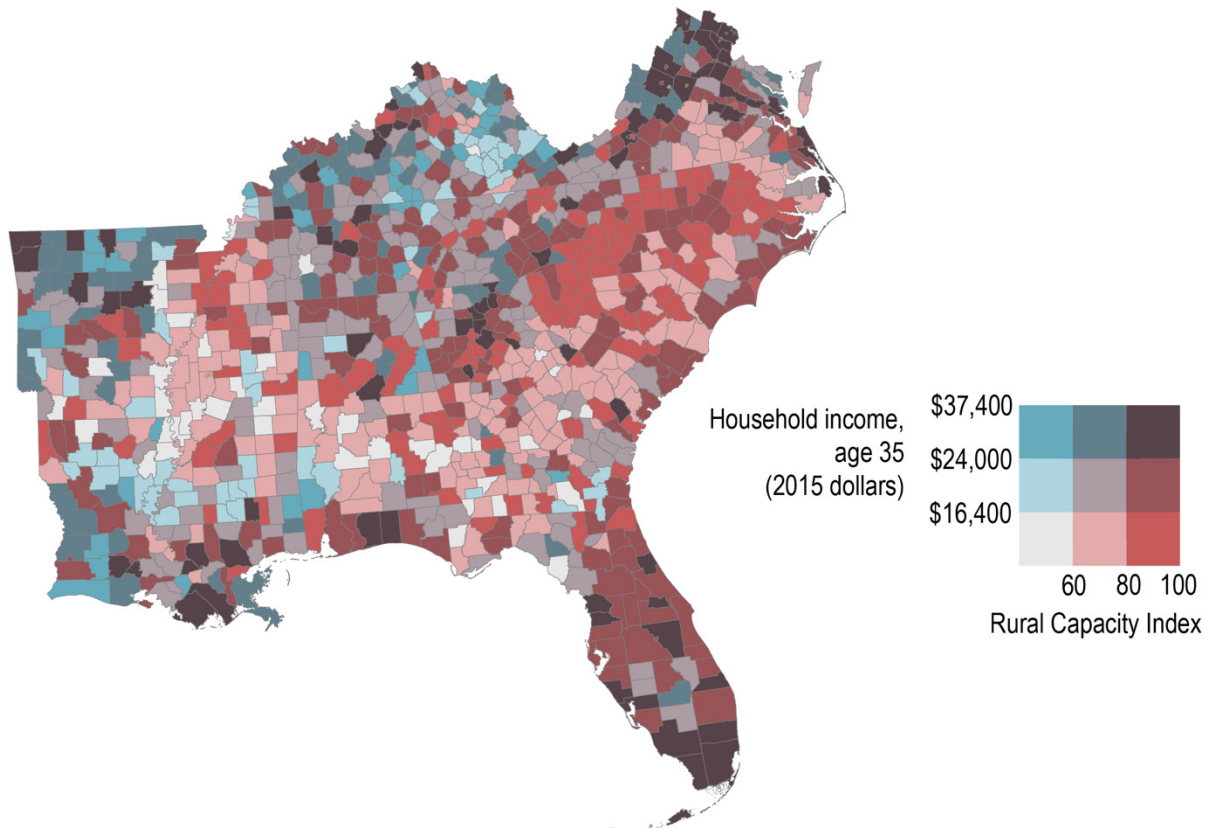 Household income,
age 35
(2015 dollars)
$37,400
$24,000
$16,400
60 80 100
Rural Capacity Index